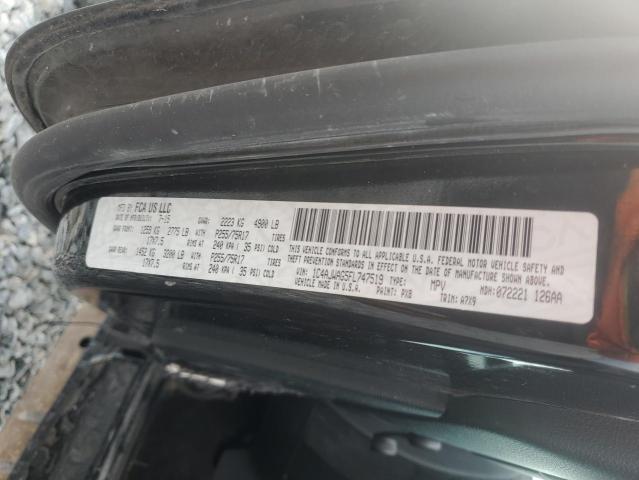 MFD BY FCA US LLC
DATE OF MFR 7-15 GVWR: 2223 KG 4900 LB
GAWR FRONT: 1259 KG 2775 LB P255/75R17 TIRES
17X7.5 RIMS AT 240 KPA ( 35 PSI) COLD
GAWR REAR: 1452 KG 3200 LB P255/75R17 TIRES
17X7.5 RIMS AT 240 KPA ( 35 PSI) COLD
THIS VEHICLE CONFORMS TO ALL APPLICABLE U.S.A. FEDERAL MOTOR VEHICLE SAFETY AND
THEFT PREVENTION STANDARDS IN EFFECT ON THE DATE OF MANUFACTURE SHOWN ABOVE.
VIN: 1C4AJWAG5FL747519 TYPE: MPV MDH: 072221 126AA
VEHICLE MADE IN U.S.A. PAINT: PX8 TRIM: A7X9